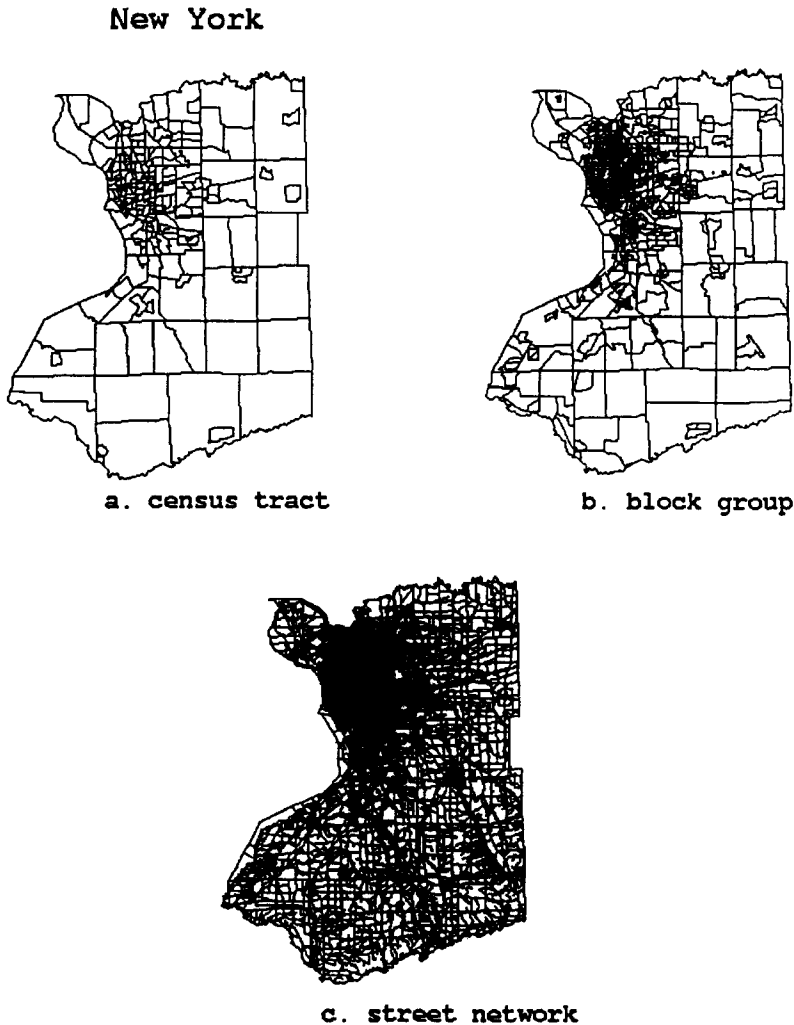 New York
a. census tract
b. block group
c. street network